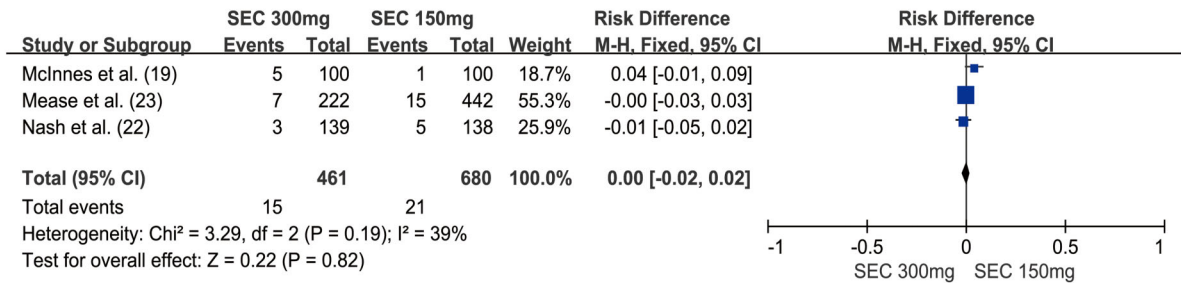 SEC 300mg SEC 150mg Risk Difference Risk Difference
Study or Subgroup Events Total Events Total Weight M-H, Fixed, 95% CI M-H, Fixed, 95% CI
McInnes et al. (19) 5 100 1 100 18.7% 0.04 [-0.01, 0.09]
Mease et al. (23) 7 222 15 442 55.3% -0.00 [-0.03, 0.03]
Nash et al. (22) 3 139 5 138 25.9% -0.01 [-0.05, 0.02]
Total (95% CI) 461 680 100.0% 0.00 [-0.02, 0.02]
Total events 15 21
Heterogeneity: Chi² = 3.29, df = 2 (P = 0.19); I² = 39%
Test for overall effect: Z = 0.22 (P = 0.82)
-1 -0.5 0 0.5 1
SEC 300mg SEC 150mg